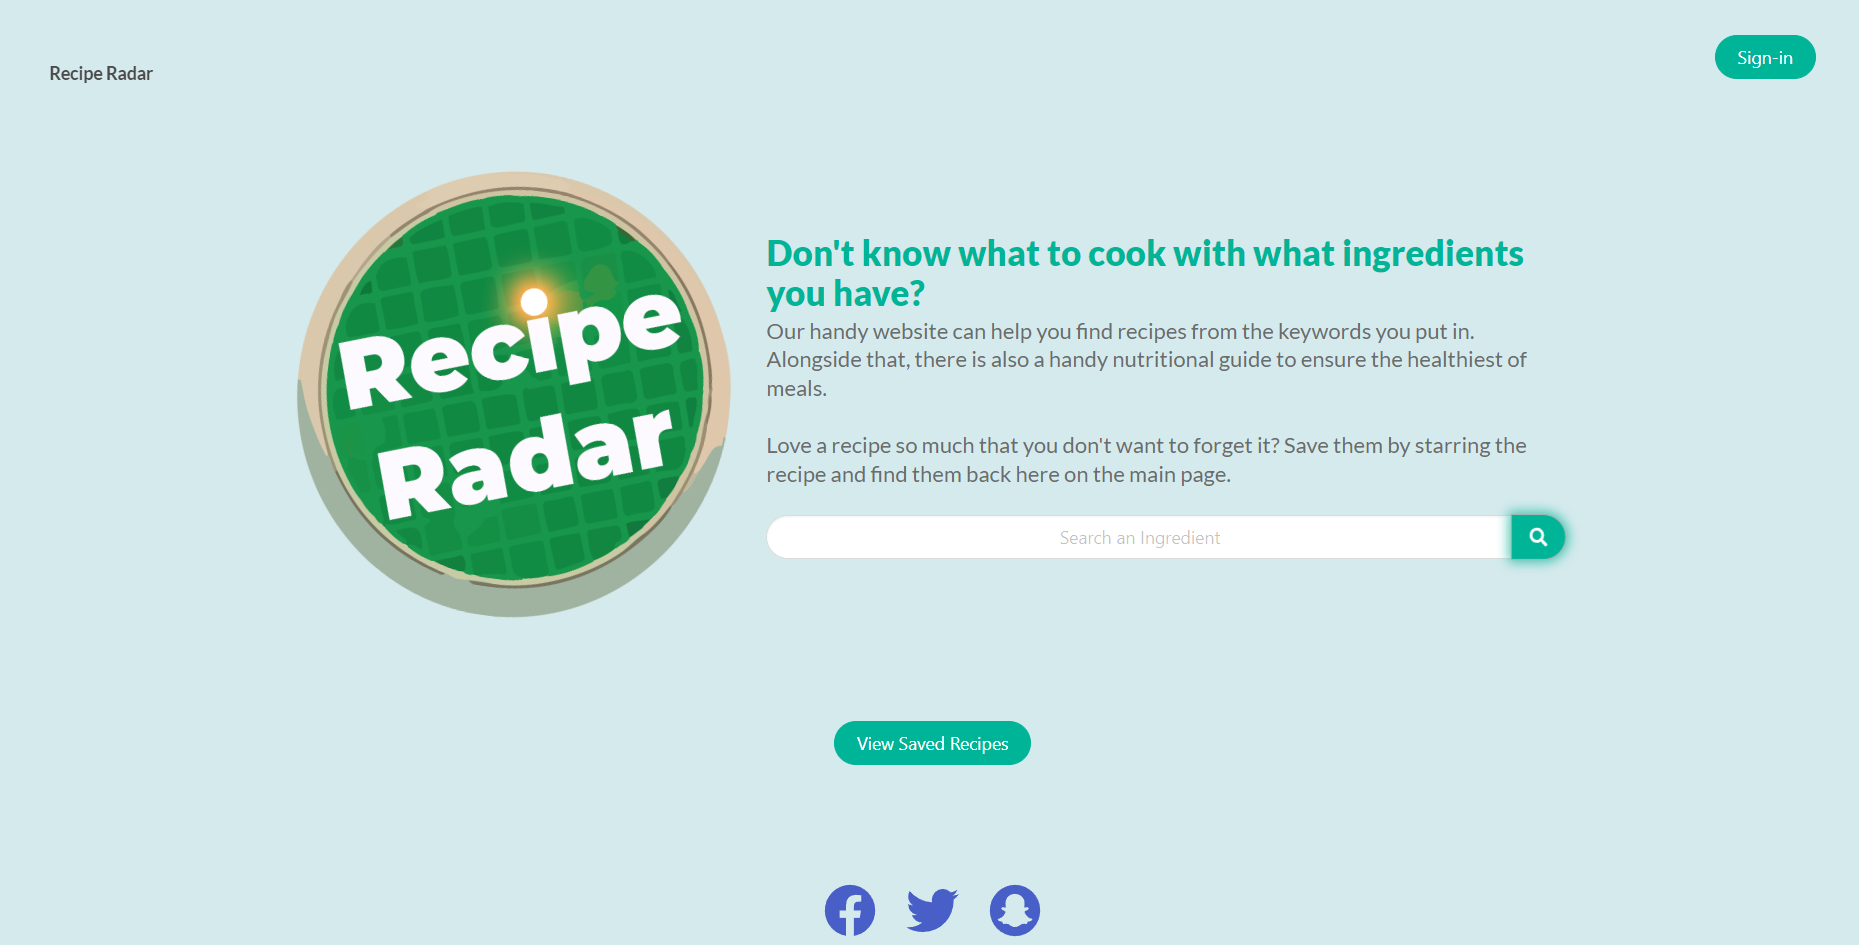 Recipe Radar
Sign-in
Recipe
Radar
Don't know what to cook with what ingredients
you have?
Our handy website can help you find recipes from the keywords you put in.
Alongside that, there is also a handy nutritional guide to ensure the healthiest of
meals.
Love a recipe so much that you don't want to forget it? Save them by starring the
recipe and find them back here on the main page.
Search an Ingredient
View Saved Recipes